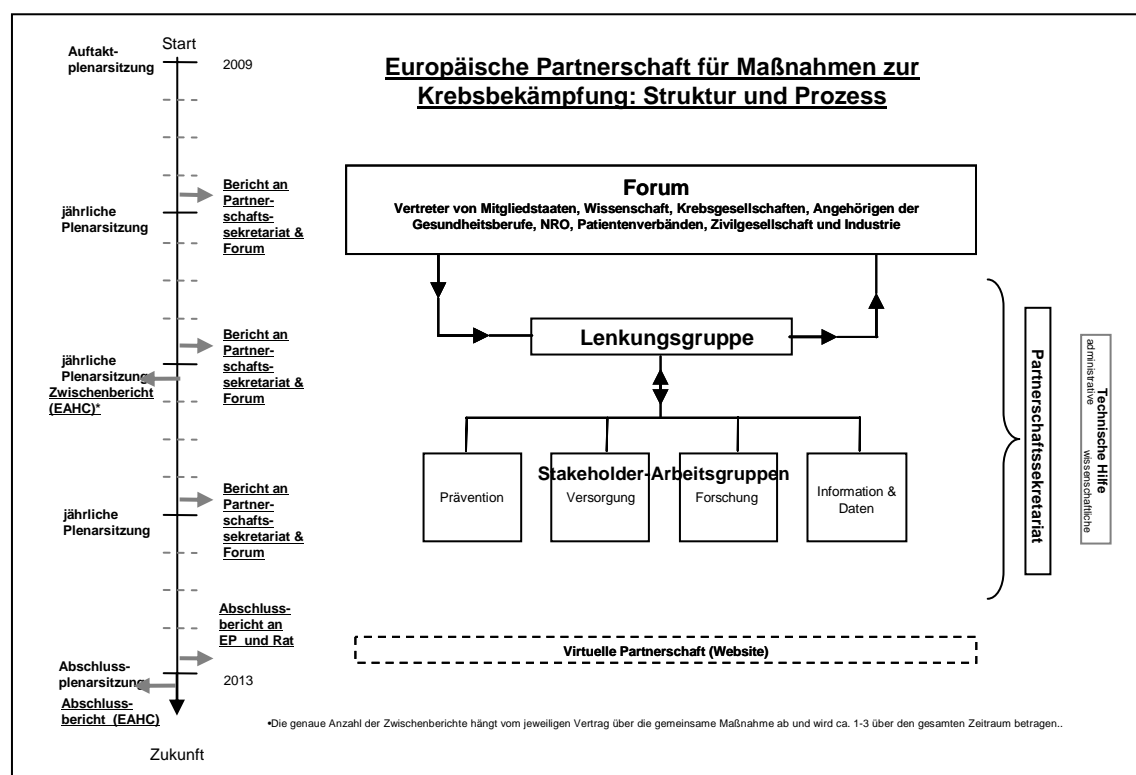 Start
Auftakt-
plenarsitzung
2009
Europäische Partnerschaft für Maßnahmen zur
Krebsbekämpfung: Struktur und Prozess
Bericht an
Partner-
schafts-
sekretariat &
Forum
jährliche
Plenarsitzung
Forum
Vertreter von Mitgliedstaaten, Wissenschaft, Krebsgesellschaften, Angehörigen der
Gesundheitsberufe, NRO, Patientenverbänden, Zivilgesellschaft und Industrie
Bericht an
Partner-
schafts-
sekretariat &
Forum
jährliche
Plenarsitzung
Zwischenbericht
(EAHC)*
Lenkungsgruppe
Stakeholder-Arbeitsgruppen
Prävention
Versorgung
Forschung
Information &
Daten
Partnerschaftssekretariat
Technische Hilfe
administrative wissenschaftliche
Bericht an
Partner-
schafts-
sekretariat &
Forum
jährliche
Plenarsitzung
Abschluss-
bericht an
EP und Rat
Virtuelle Partnerschaft (Website)
Abschluss-
plenarsitzung
2013
Abschluss-
bericht (EAHC)
•Die genaue Anzahl der Zwischenberichte hängt vom jeweiligen Vertrag über die gemeinsame Maßnahme ab und wird ca. 1-3 über den gesamten Zeitraum betragen..
Zukunft